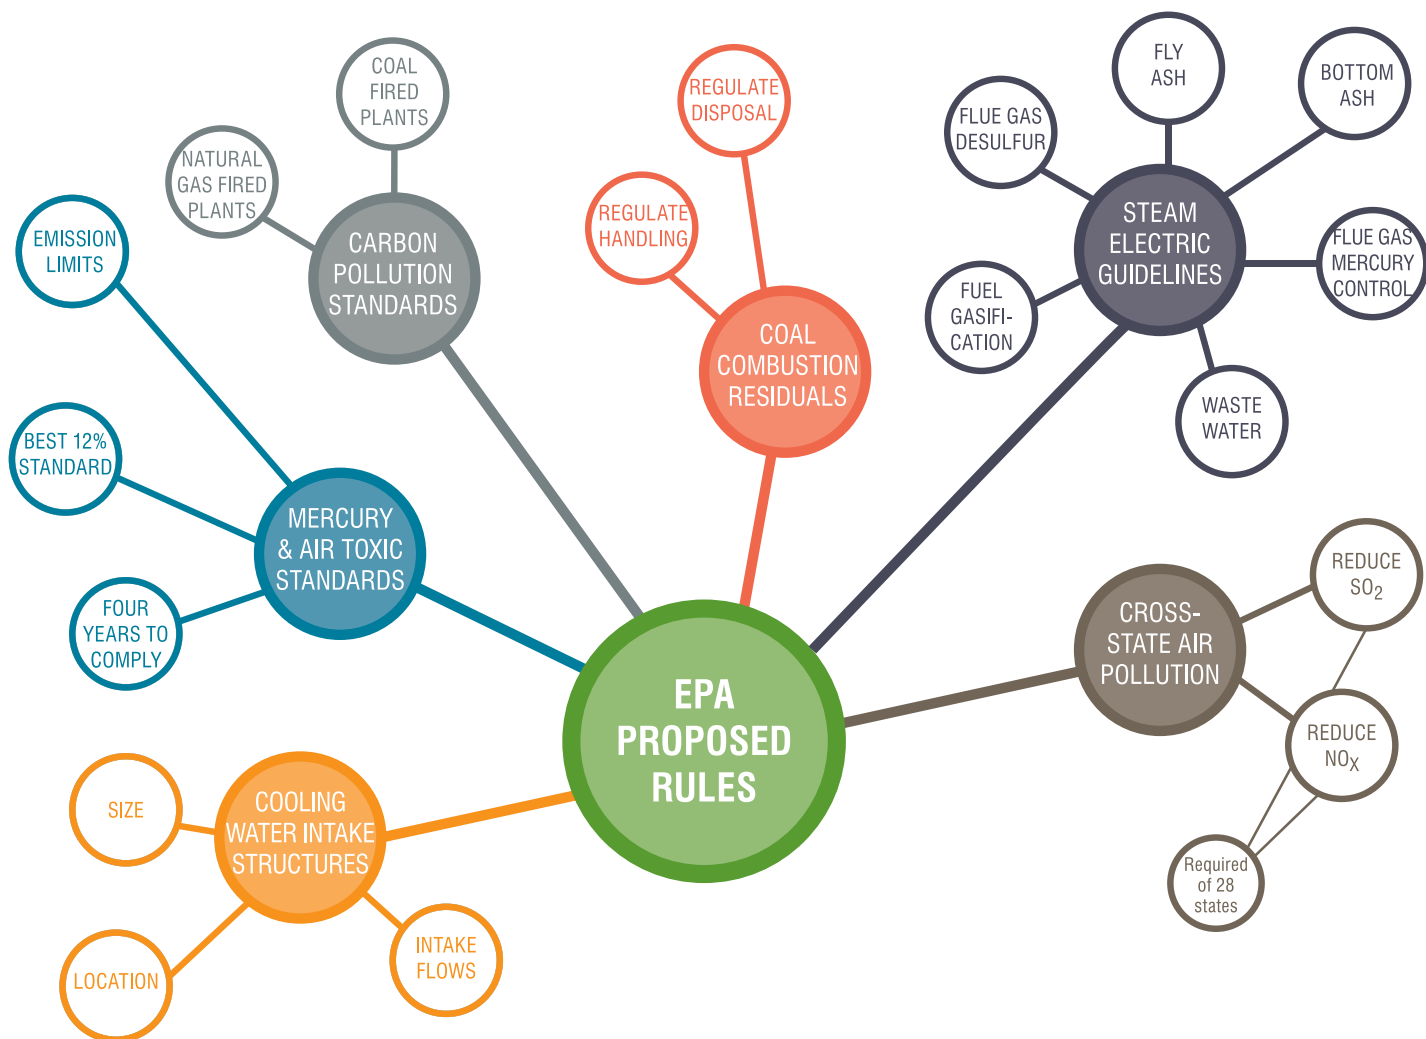 COAL
FIRED
PLANTS
NATURAL
GAS FIRED
PLANTS
CARBON
POLLUTION
STANDARDS
REGULATE
DISPOSAL
REGULATE
HANDLING
COAL
COMBUSTION
RESIDUALS
FLY
ASH
BOTTOM
ASH
FLUE GAS
DESULFUR
STEAM
ELECTRIC
GUIDELINES
FLUE GAS
MERCURY
CONTROL
FUEL
GASIFI-
CATION
WASTE
WATER
EMISSION
LIMITS
BEST 12%
STANDARD
FOUR
YEARS TO
COMPLY
MERCURY
& AIR TOXIC
STANDARDS
EPA
PROPOSED
RULES
CROSS-
STATE AIR
POLLUTION
REDUCE
SO2
REDUCE
NOX
Required
of 28
states
SIZE
COOLING
WATER INTAKE
STRUCTURES
LOCATION
INTAKE
FLOWS